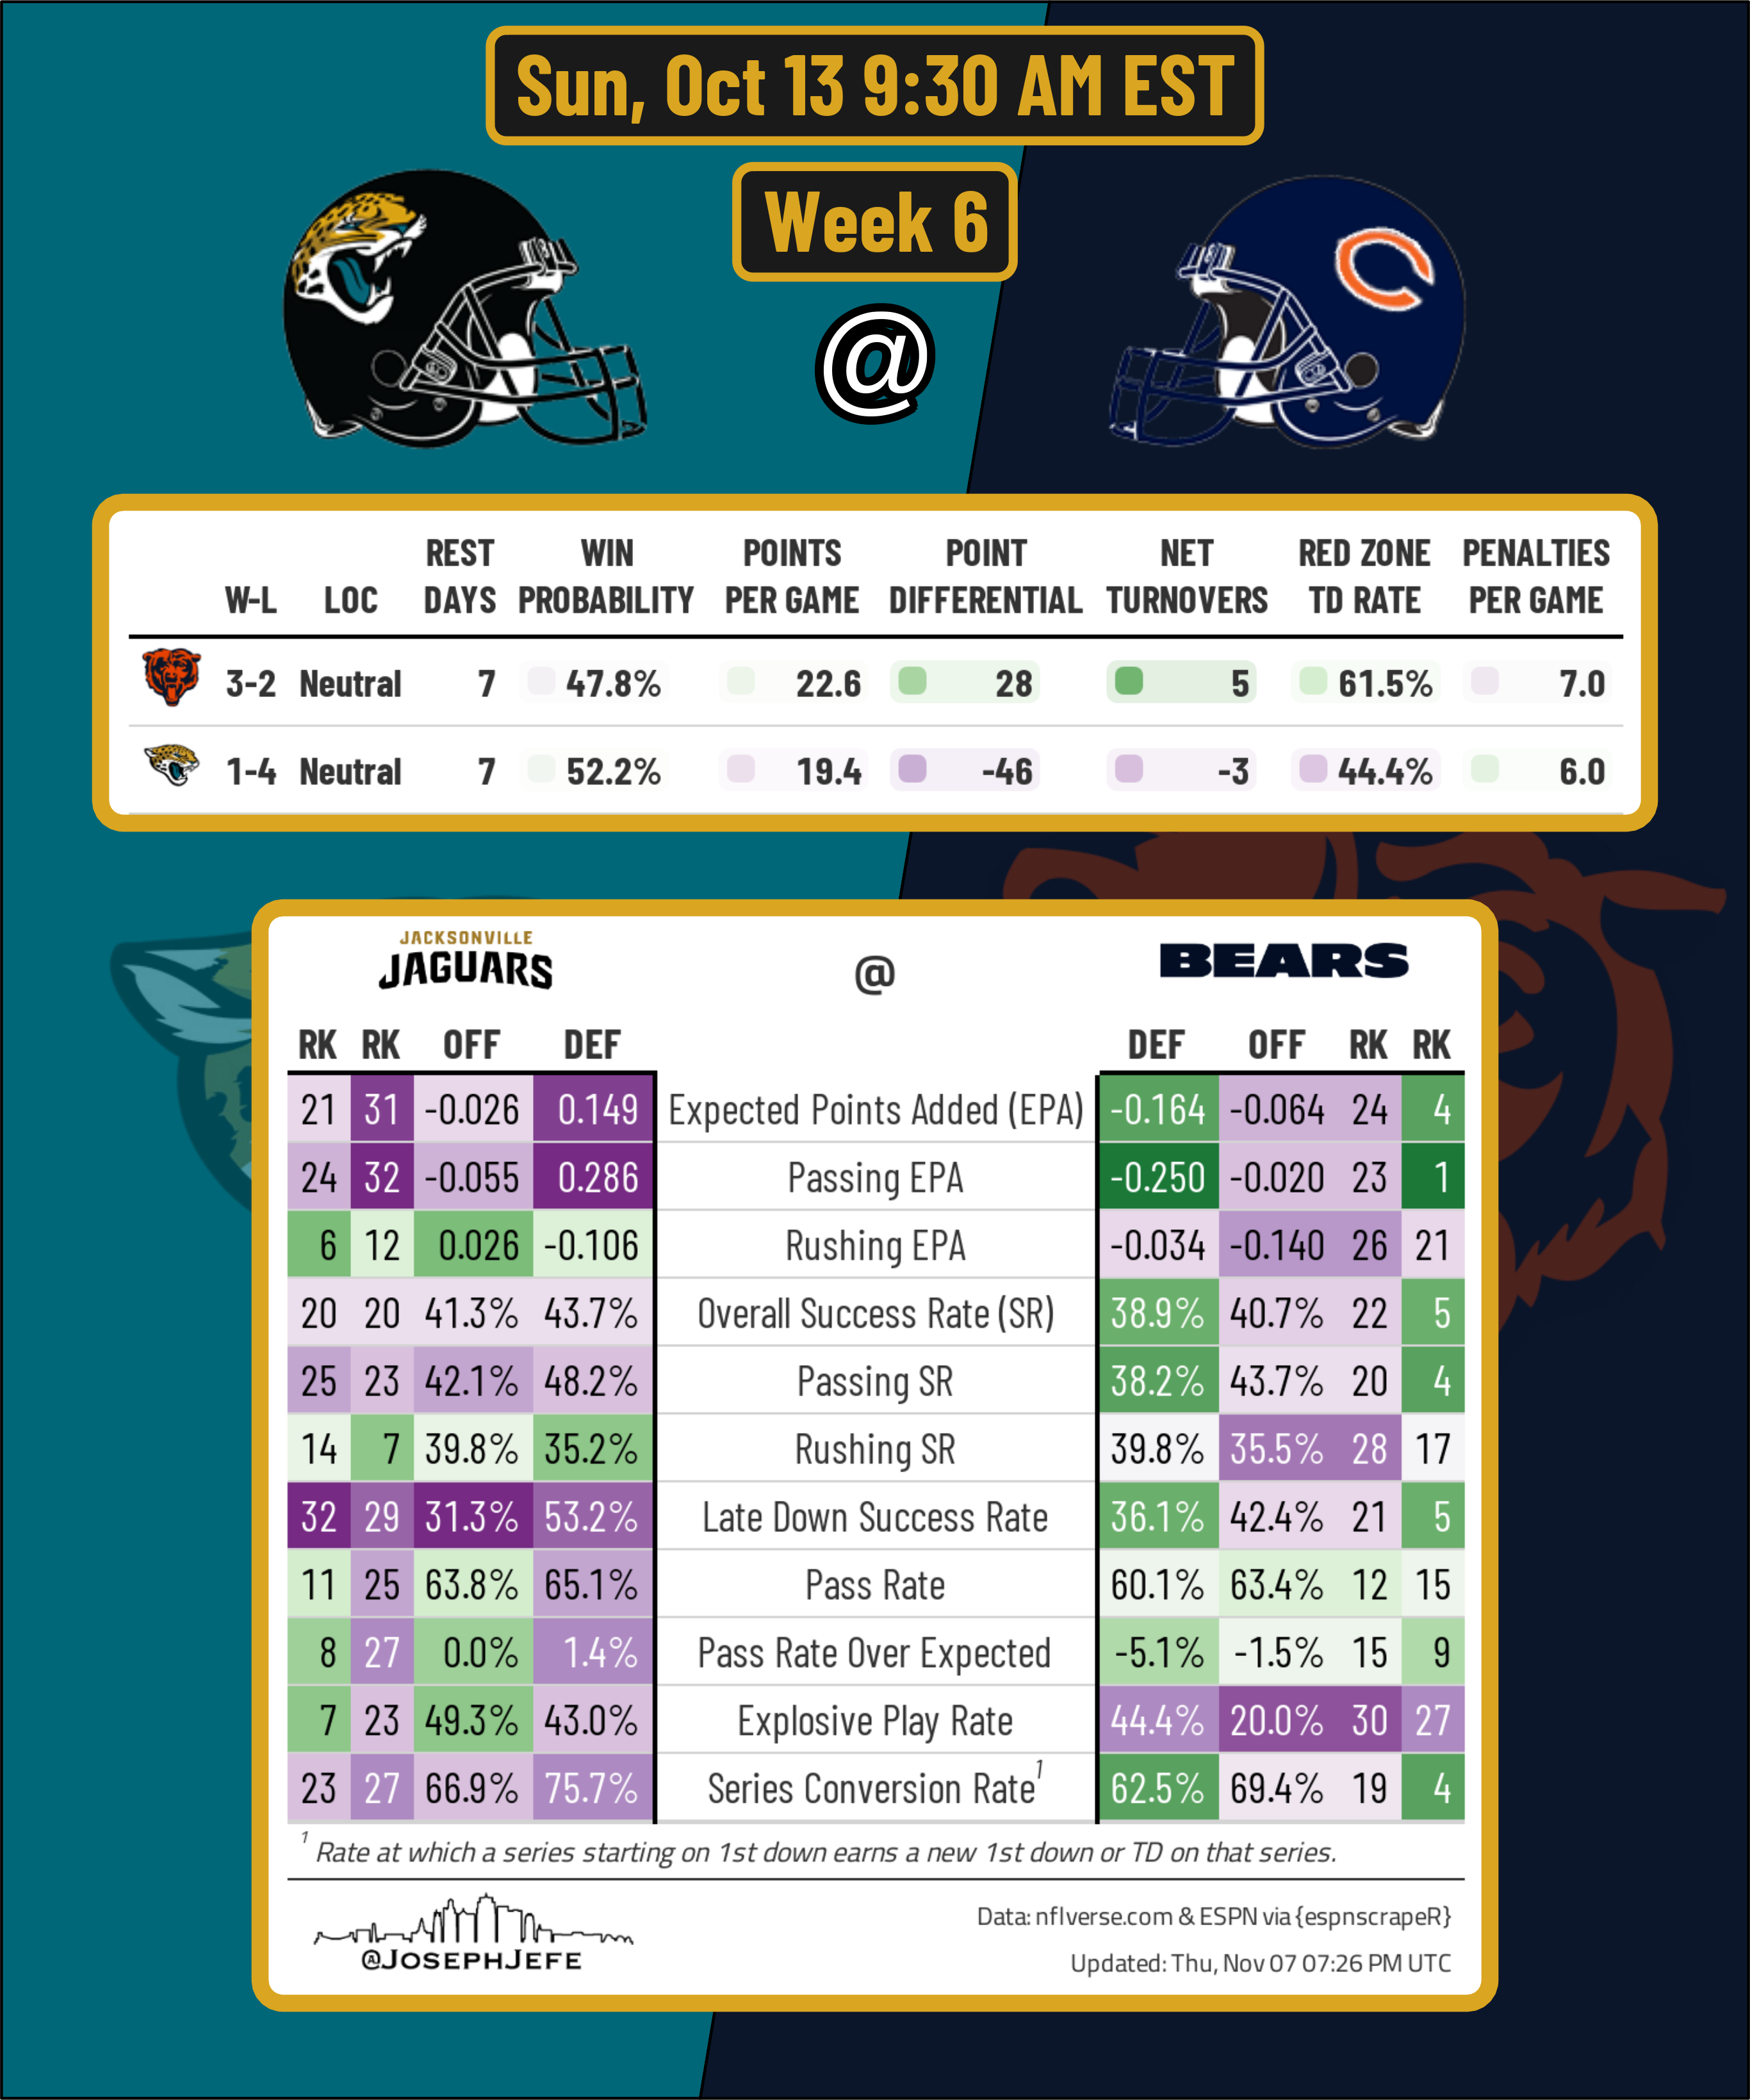 Sun, Oct 13 9:30 AM EST
Week 6
@
REST WIN POINTS POINT NET RED ZONE PENALTIES
W-L LOC DAYS PROBABILITY PER GAME DIFFERENTIAL TURNOVERS TD RATE PER GAME
3-2 Neutral 7 47.8% 22.6 28 5 61.5% 7.0
1-4 Neutral 7 52.2% 19.4 -46 -3 44.4% 6.0
JACKSONVILLE
JAGUARS @ BEARS
RK RK OFF DEF DEF OFF RK RK
21 31 -0.026 0.149 Expected Points Added (EPA) -0.164 -0.064 24 4
24 32 -0.055 0.286 Passing EPA -0.250 -0.020 23 1
6 12 0.026 -0.106 Rushing EPA -0.034 -0.140 26 21
20 20 41.3% 43.7% Overall Success Rate (SR) 38.9% 40.7% 22 5
25 23 42.1% 48.2% Passing SR 38.2% 43.7% 20 4
14 7 39.8% 35.2% Rushing SR 39.8% 35.5% 28 17
32 29 31.3% 53.2% Late Down Success Rate 36.1% 42.4% 21 5
11 25 63.8% 65.1% Pass Rate 60.1% 63.4% 12 15
8 27 0.0% 1.4% Pass Rate Over Expected -5.1% -1.5% 15 9
7 23 49.3% 43.0% Explosive Play Rate 44.4% 20.0% 30 27
23 27 66.9% 75.7% Series Conversion Rate¹ 62.5% 69.4% 19 4
¹ Rate at which a series starting on 1st down earns a new 1st down or TD on that series.
Data: nflverse.com & ESPN via {espnscrapeR}
@JOSEPHJEFE
Updated: Thu, Nov 07 07:26 PM UTC